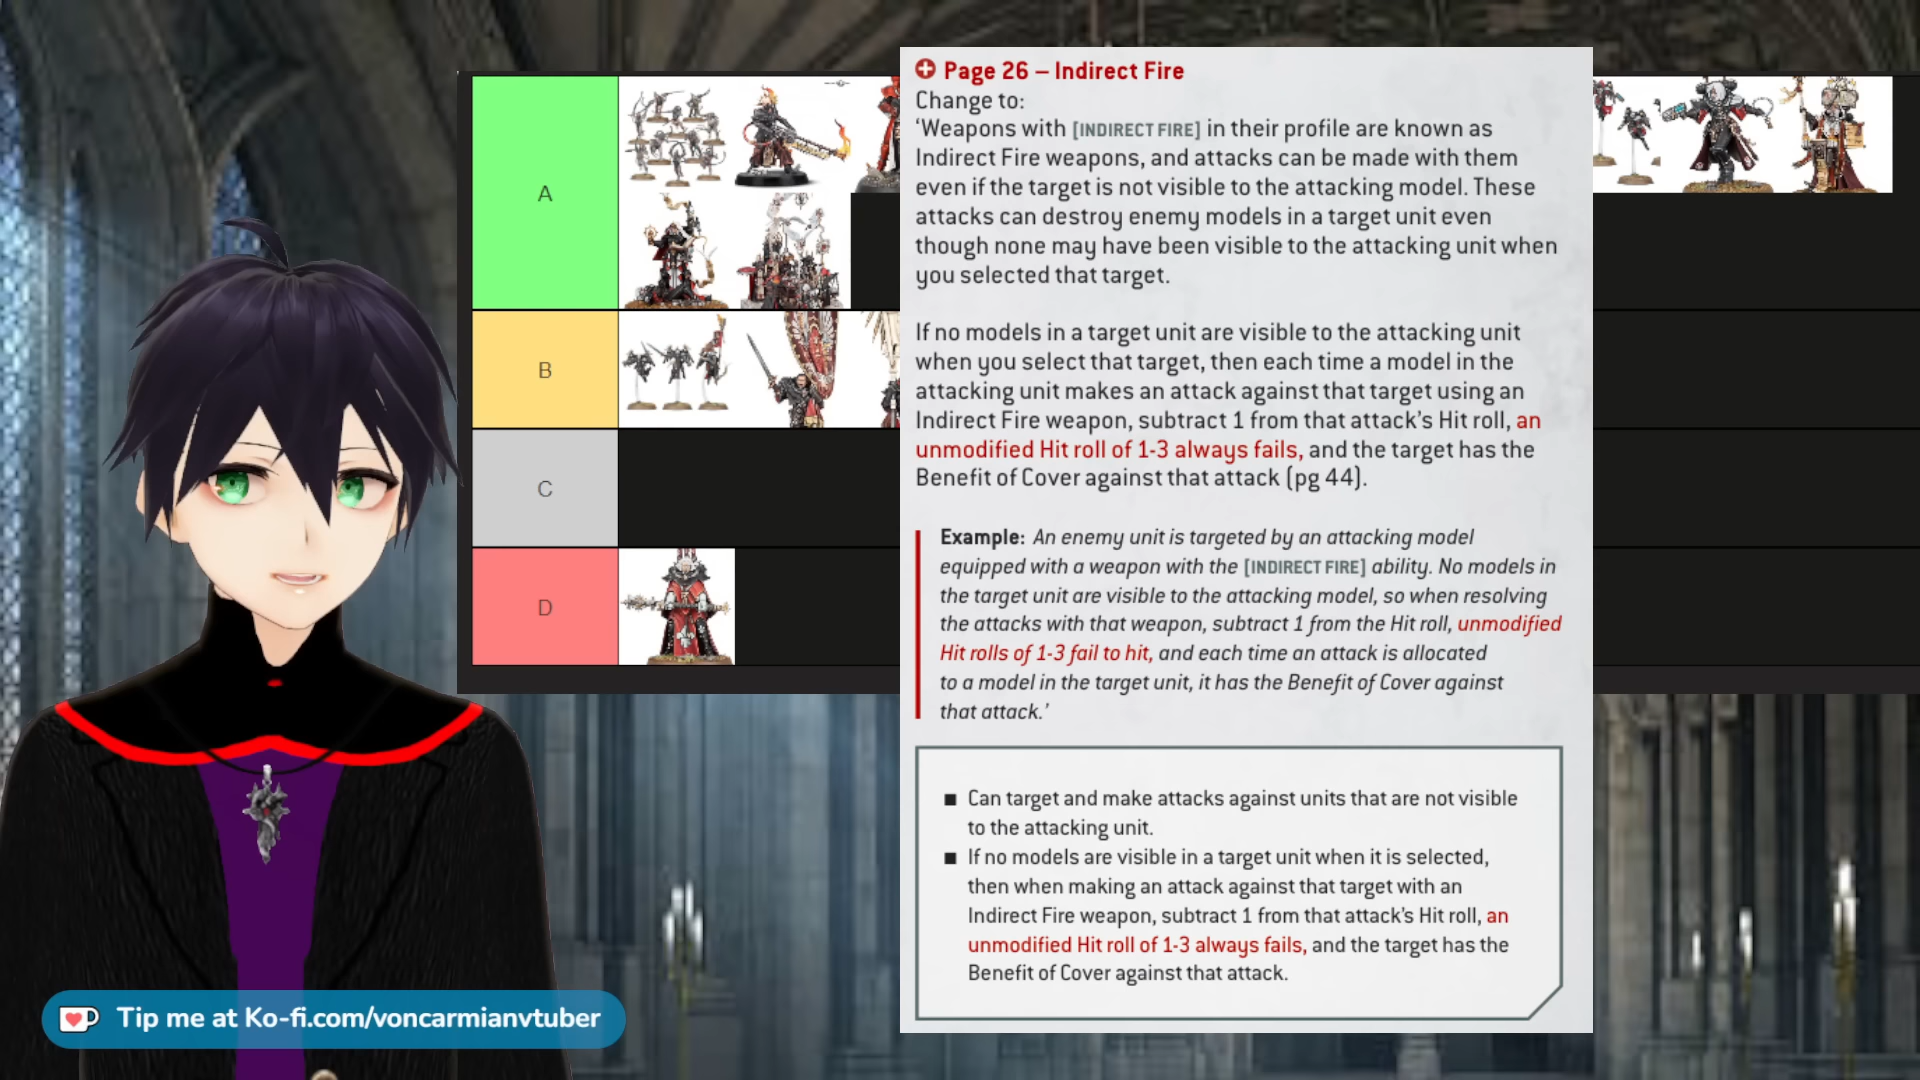 A
B
C
D
Page 26 – Indirect Fire
Change to:
‘Weapons with [INDIRECT FIRE] in their profile are known as
Indirect Fire weapons, and attacks can be made with them
even if the target is not visible to the attacking model. These
attacks can destroy enemy models in a target unit even
though none may have been visible to the attacking unit when
you selected that target.
If no models in a target unit are visible to the attacking unit
when you select that target, then each time a model in the
attacking unit makes an attack against that target using an
Indirect Fire weapon, subtract 1 from that attack’s Hit roll, an
unmodified Hit roll of 1-3 always fails, and the target has the
Benefit of Cover against that attack (pg 44).
Example: An enemy unit is targeted by an attacking model
equipped with a weapon with the [INDIRECT FIRE] ability. No models in
the target unit are visible to the attacking model, so when resolving
the attacks with that weapon, subtract 1 from the Hit roll, unmodified
Hit rolls of 1-3 fail to hit, and each time an attack is allocated
to a model in the target unit, it has the Benefit of Cover against
that attack.’
■ Can target and make attacks against units that are not visible
to the attacking unit.
■ If no models are visible in a target unit when it is selected,
then when making an attack against that target with an
Indirect Fire weapon, subtract 1 from that attack’s Hit roll, an
unmodified Hit roll of 1-3 always fails, and the target has the
Benefit of Cover against that attack.
Tip me at Ko-fi.com/voncarmianvtuber